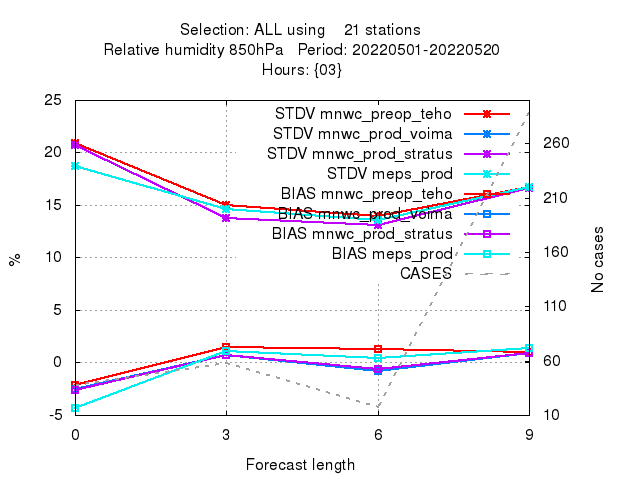 Selection: ALL using 21 stations
Relative humidity 850hPa Period: 20220501-20220520
Hours: {03}
25
20
15
10
5
0
-5
%
STDV mnwc_preop_teho
STDV mnwc_prod_voima
STDV mnwc_prod_stratus
STDV meps_prod
BIAS mnwc_preop_teho
BIAS mnwc_prod_voima
BIAS mnwc_prod_stratus
BIAS meps_prod
CASES
260
210
160
110
60
10
No cases
0 3 6 9
Forecast length